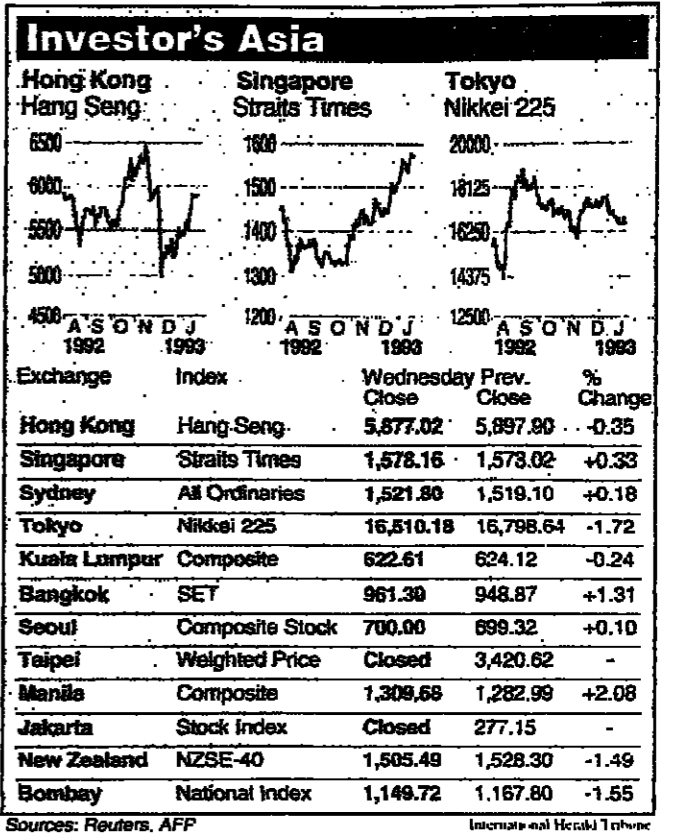 Investor's Asia
Hong Kong Singapore Tokyo
Hang Seng Straits Times Nikkei 225
6500 1600 20000
6000 1500 18125
5500 1400 16250
5000 1300 14375
4500 1200 12500
A S O N D J A S O N D J A S O N D J
1992 1993 1992 1993 1992 1993
Exchange Index Wednesday Prev. %
Close Close Change
Hong Kong Hang Seng 5,877.02 5,897.90 -0.35
Singapore Straits Times 1,578.16 1,573.02 +0.33
Sydney All Ordinaries 1,521.80 1,519.10 +0.18
Tokyo Nikkei 225 16,510.18 16,798.64 -1.72
Kuala Lumpur Composite 622.61 624.12 -0.24
Bangkok SET 961.30 948.87 +1.31
Seoul Composite Stock 700.00 699.32 +0.10
Taipei Weighted Price Closed 3,420.62 -
Manila Composite 1,309.68 1,282.99 +2.08
Jakarta Stock Index Closed 277.15 -
New Zealand NZSE-40 1,505.49 1,528.30 -1.49
Bombay National Index 1,149.72 1,167.80 -1.55
Sources: Reuters, AFP International Herald Tribune